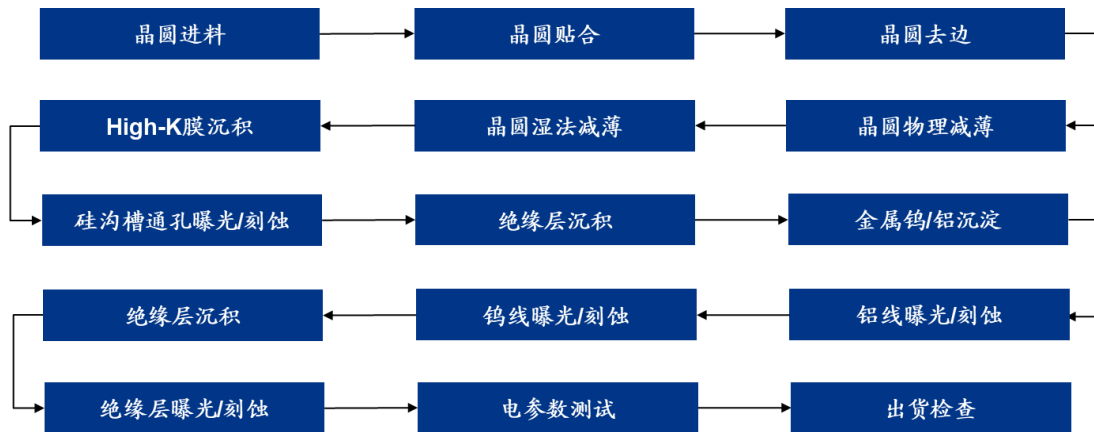 晶圆进料
晶圆贴合
晶圆去边
晶圆物理减薄
晶圆湿法减薄
High-K膜沉积
硅沟槽通孔曝光/刻蚀
绝缘层沉积
金属钨/铝沉淀
铝线曝光/刻蚀
钨线曝光/刻蚀
绝缘层沉积
绝缘层曝光/刻蚀
电参数测试
出货检查